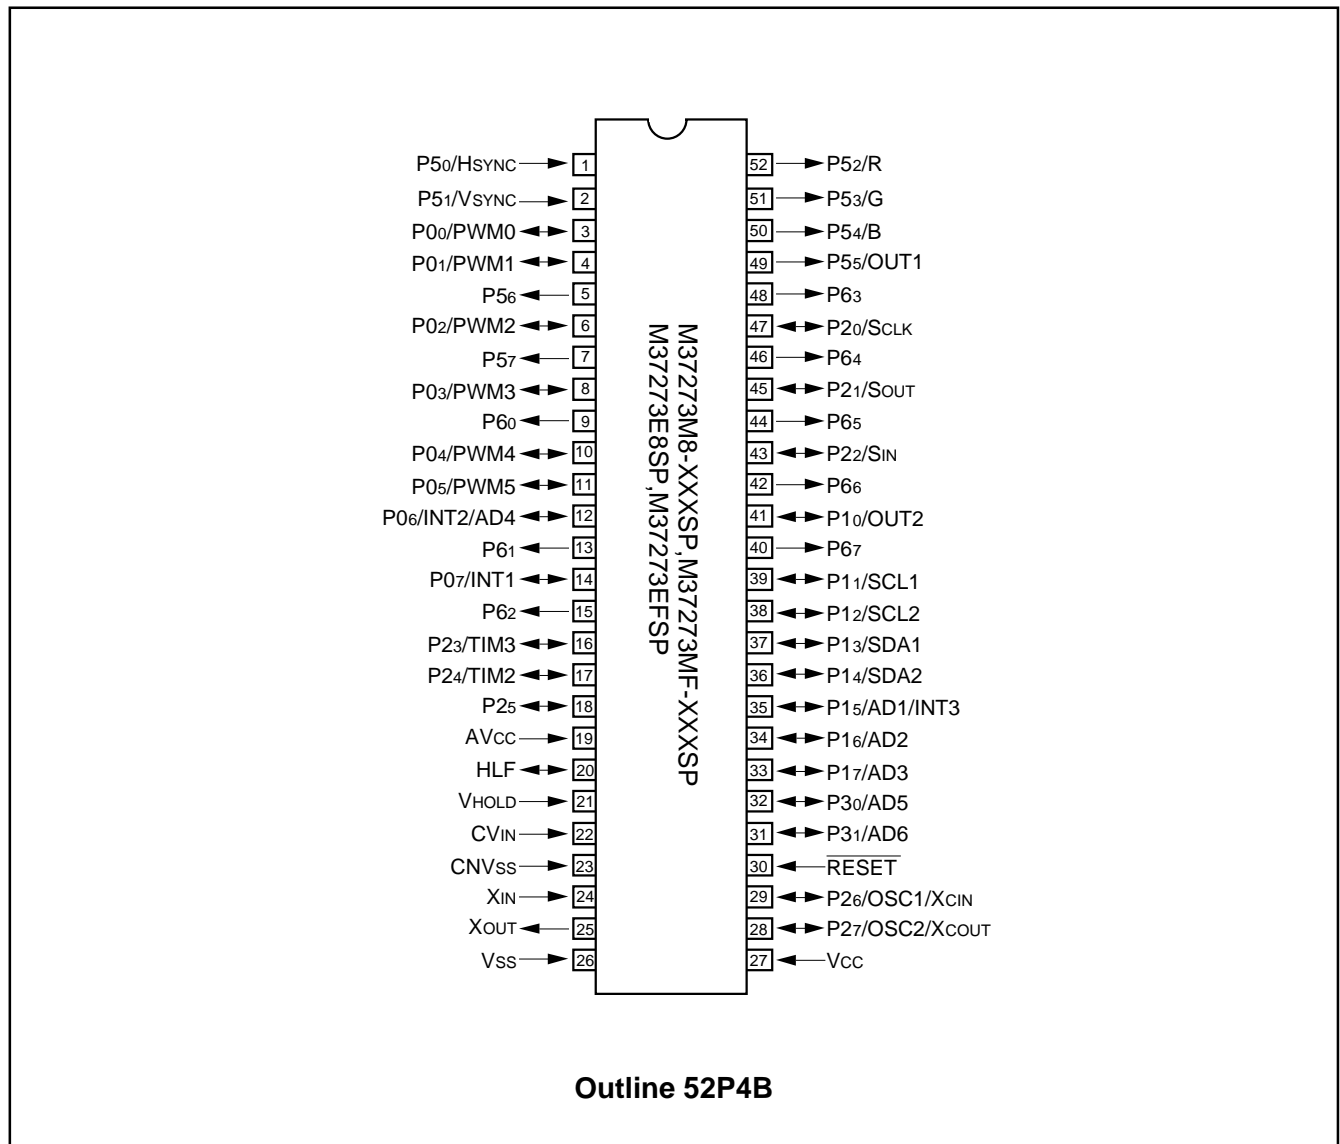 P50/HSYNC 1 52 P52/R
P51/VSYNC 2 51 P53/G
P00/PWM0 3 50 P54/B
P01/PWM1 4 49 P55/OUT1
P56 5 48 P63
P02/PWM2 6 47 P20/SCLK
P57 7 46 P64
P03/PWM3 8 45 P21/SOUT
P60 9 44 P65
P04/PWM4 10 43 P22/SIN
P05/PWM5 11 42 P66
P06/INT2/AD4 12 41 P10/OUT2
P61 13 40 P67
P07/INT1 14 39 P11/SCL1
P62 15 38 P12/SCL2
P23/TIM3 16 37 P13/SDA1
P24/TIM2 17 36 P14/SDA2
P25 18 35 P15/AD1/INT3
AVCC 19 34 P16/AD2
HLF 20 33 P17/AD3
VHOLD 21 32 P30/AD5
CVIN 22 31 P31/AD6
CNVSS 23 30 RESET
XIN 24 29 P26/OSC1/XCIN
XOUT 25 28 P27/OSC2/XCOUT
VSS 26 27 VCC
M37273M8-XXXSP,M37273MF-XXXSP
M37273E8SP,M37273EFSP
Outline 52P4B